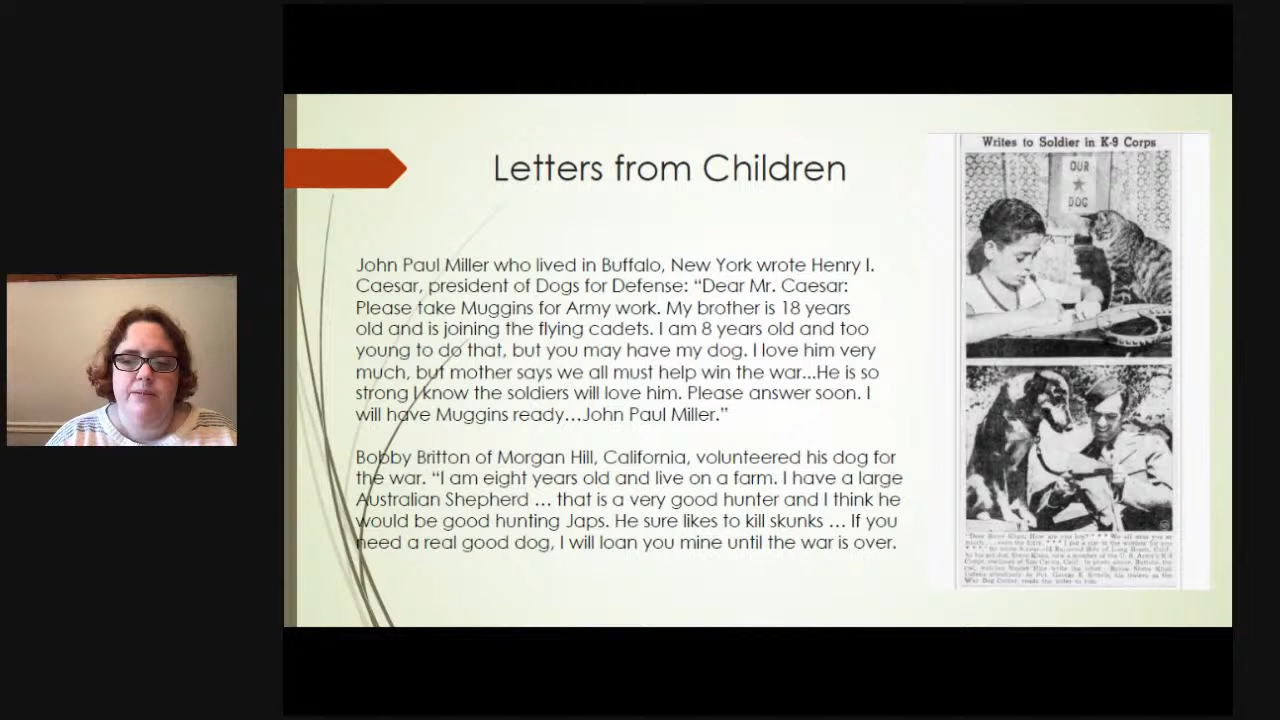 Letters from Children
John Paul Miller who lived in Buffalo, New York wrote Henry I.
Caesar, president of Dogs for Defense: “Dear Mr. Caesar:
Please take Muggins for Army work. My brother is 18 years
old and is joining the flying cadets. I am 8 years old and too
young to do that, but you may have my dog. I love him very
much, but mother says we all must help win the war...He is so
strong I know the soldiers will love him. Please answer soon. I
will have Muggins ready…John Paul Miller.”
Bobby Britton of Morgan Hill, California, volunteered his dog for
the war. “I am eight years old and live on a farm. I have a large
Australian Shepherd … that is a very good hunter and I think he
would be good hunting Japs. He sure likes to kill skunks … If you
need a real good dog, I will loan you mine until the war is over.
Writes to Soldier in K-9 Corps
OUR
DOG